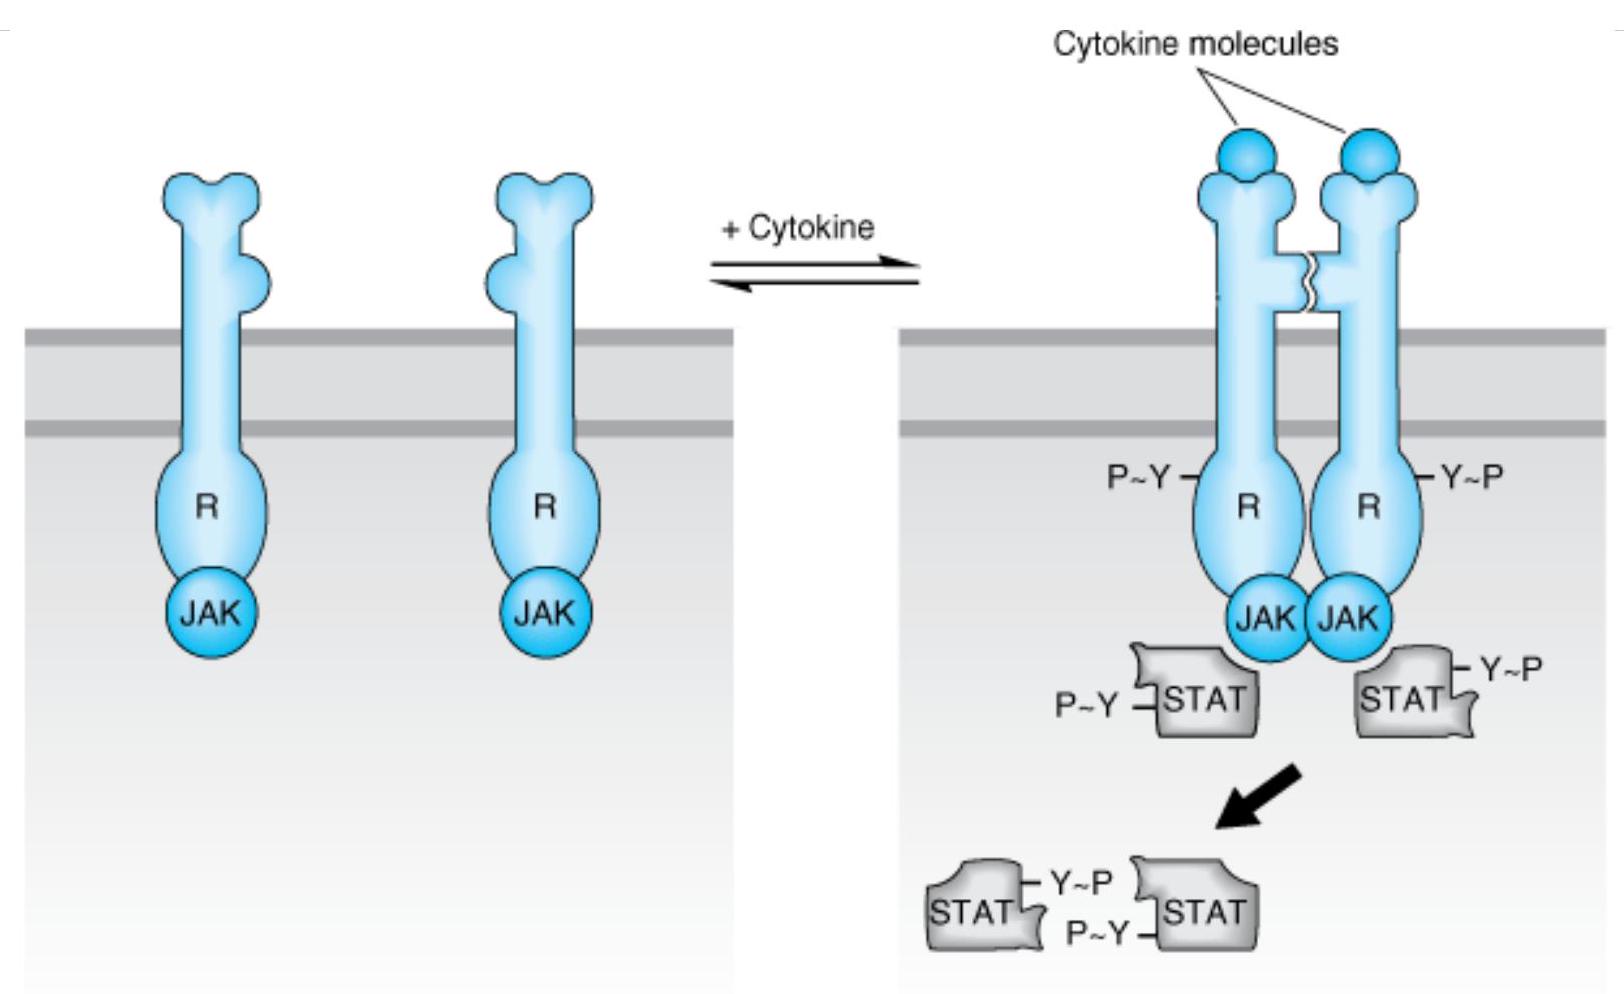 Cytokine molecules
+ Cytokine
R
R
JAK
JAK
P~Y
Y~P
R
R
JAK
JAK
STAT
P~Y
STAT
Y~P
STAT
Y~P
P~Y
STAT